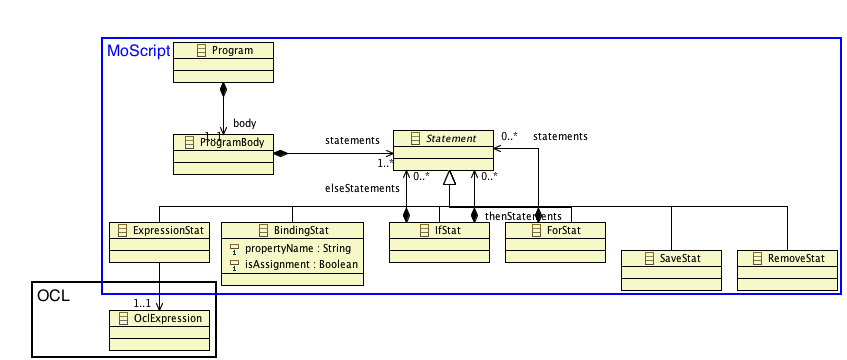 MoScript
Program
body
1..1
ProgramBody
statements
1..*
Statement
0..*
statements
elseStatements
0..*
0..*
thenStatements
ExpressionStat
BindingStat
propertyName : String
isAssignment : Boolean
IfStat
ForStat
SaveStat
RemoveStat
OCL
1..1
OclExpression